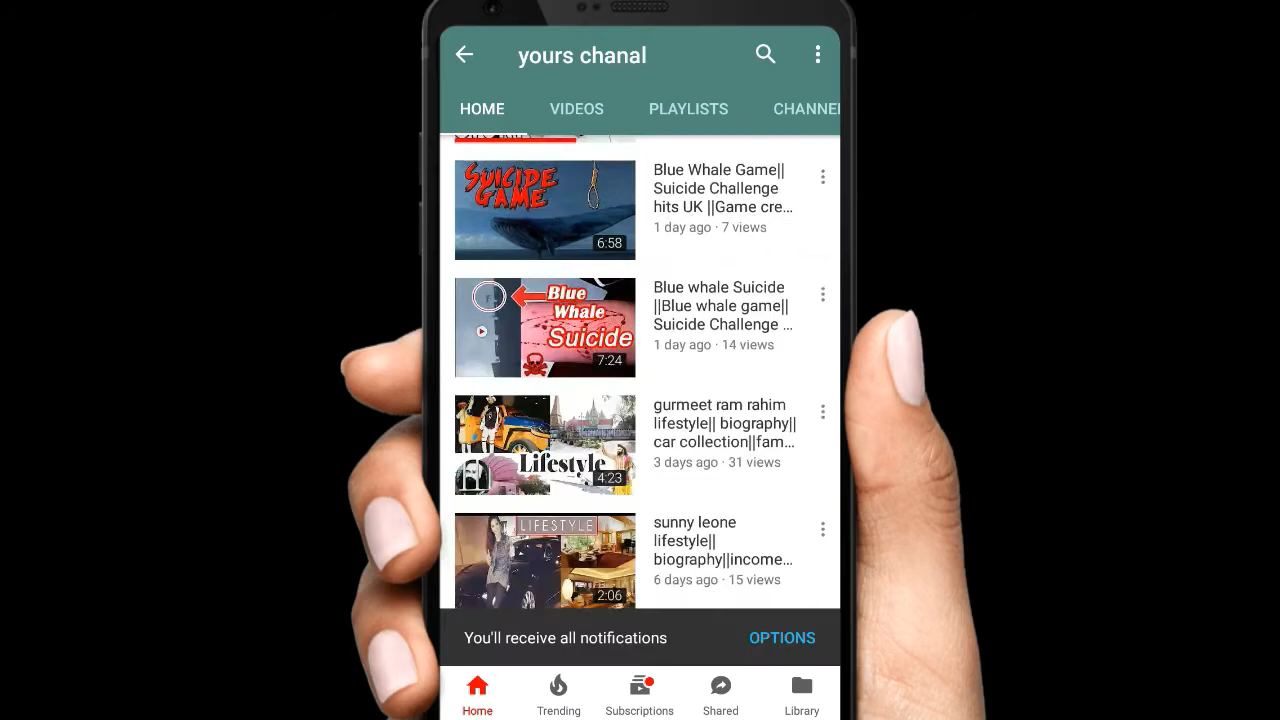 yours chanal
HOME VIDEOS PLAYLISTS CHANNEL
SUICIDE
GAME
6:58
Blue Whale Game||
Suicide Challenge
hits UK ||Game cre...
1 day ago · 7 views
Blue
Whale
Suicide
7:24
Blue whale Suicide
||Blue whale game||
Suicide Challenge ...
1 day ago · 14 views
Lifestyle
4:23
gurmeet ram rahim
lifestyle|| biography||
car collection||fam...
3 days ago · 31 views
LIFESTYLE
2:06
sunny leone
lifestyle||
biography||income...
6 days ago · 15 views
You'll receive all notifications OPTIONS
Home Trending Subscriptions Shared Library